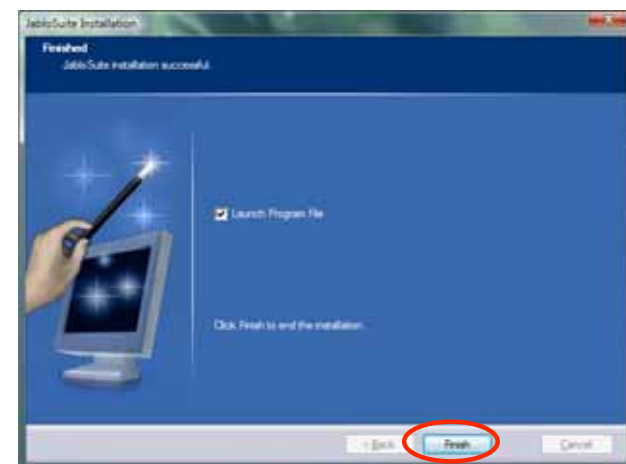 JabloSuite Installation
Finished
JabloSuite installation successful.
Launch Program File
Click Finish to end the installation.
< Back
Finish
Cancel